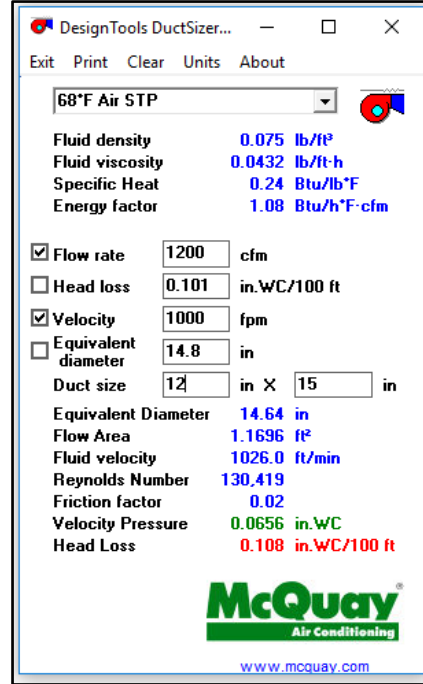 DesignTools DuctSizer...
Exit Print Clear Units About
68°F Air STP
Fluid density 0.075 lb/ft³
Fluid viscosity 0.0432 lb/ft·h
Specific Heat 0.24 Btu/lb°F
Energy factor 1.08 Btu/h°F·cfm
Flow rate 1200 cfm
Head loss 0.101 in.WC/100 ft
Velocity 1000 fpm
Equivalent
diameter 14.8 in
Duct size 12 in X 15 in
Equivalent Diameter 14.64 in
Flow Area 1.1696 ft²
Fluid velocity 1026.0 ft/min
Reynolds Number 130,419
Friction factor 0.02
Velocity Pressure 0.0656 in.WC
Head Loss 0.108 in.WC/100 ft
McQuay®
Air Conditioning
www.mcquay.com